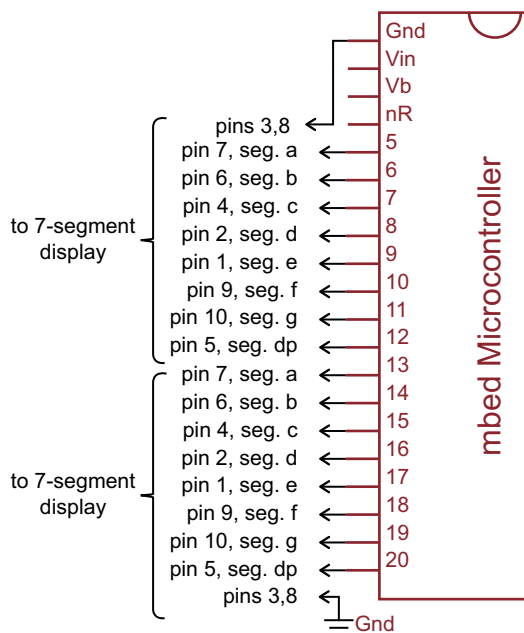 Gnd
Vin
Vb
nR
pins 3,8
5
pin 7, seg. a
6
pin 6, seg. b
7
pin 4, seg. c
8
pin 2, seg. d
9
pin 1, seg. e
10
pin 9, seg. f
11
pin 10, seg. g
12
pin 5, seg. dp
to 7-segment
display
13
pin 7, seg. a
14
pin 6, seg. b
15
pin 4, seg. c
16
pin 2, seg. d
17
pin 1, seg. e
18
pin 9, seg. f
19
pin 10, seg. g
20
pin 5, seg. dp
pins 3,8
to 7-segment
display
Gnd
mbed Microcontroller